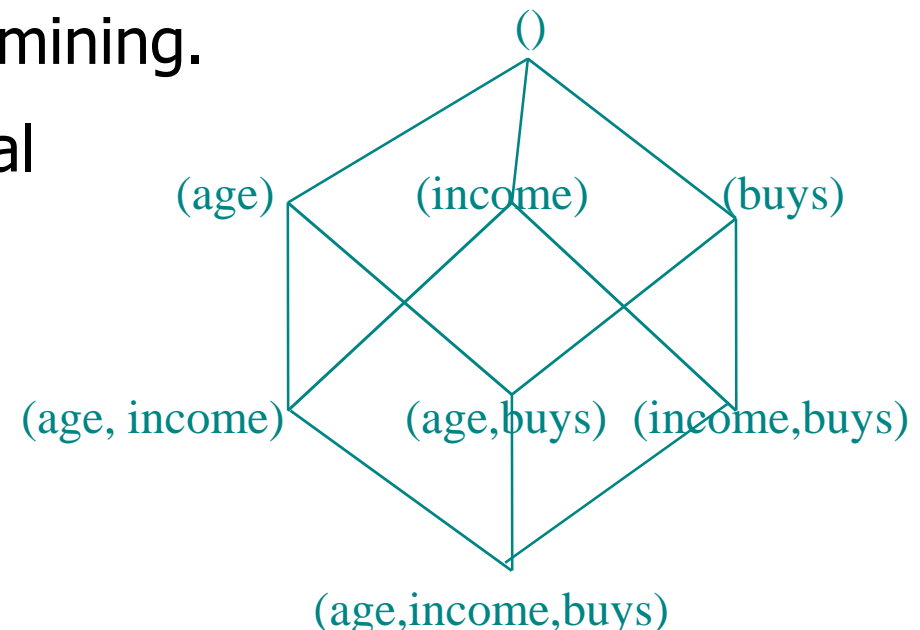 mining.
al
()
(age) (income) (buys)
(age, income) (age,buys) (income,buys)
(age,income,buys)